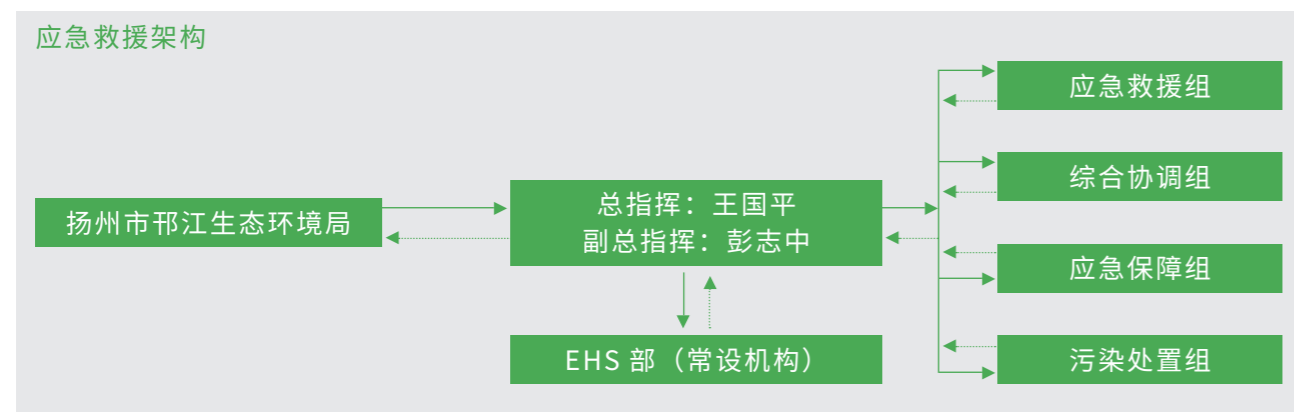 应急救援架构
应急救援组
综合协调组
扬州市邗江生态环境局
总指挥：王国平
副总指挥：彭志中
应急保障组
EHS 部（常设机构）
污染处置组